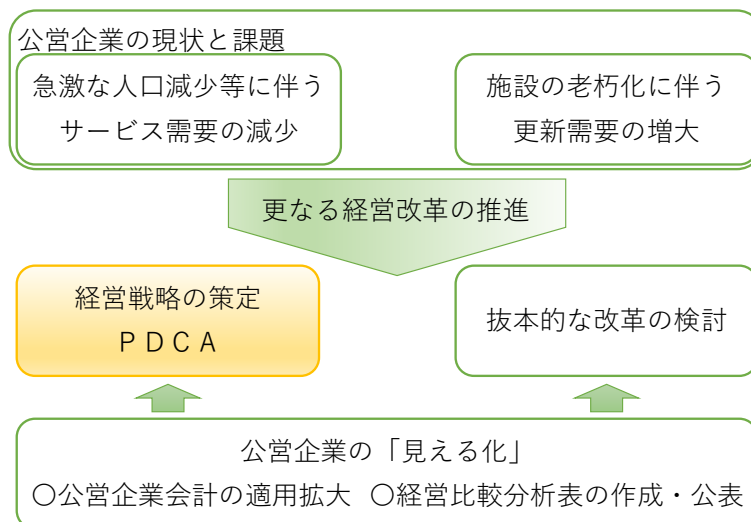 公営企業の現状と課題
急激な人口減少等に伴う
サービス需要の減少
施設の老朽化に伴う
更新需要の増大
更なる経営改革の推進
経営戦略の策定
ＰＤＣＡ
抜本的な改革の検討
公営企業の「見える化」
〇公営企業会計の適用拡大 〇経営比較分析表の作成・公表